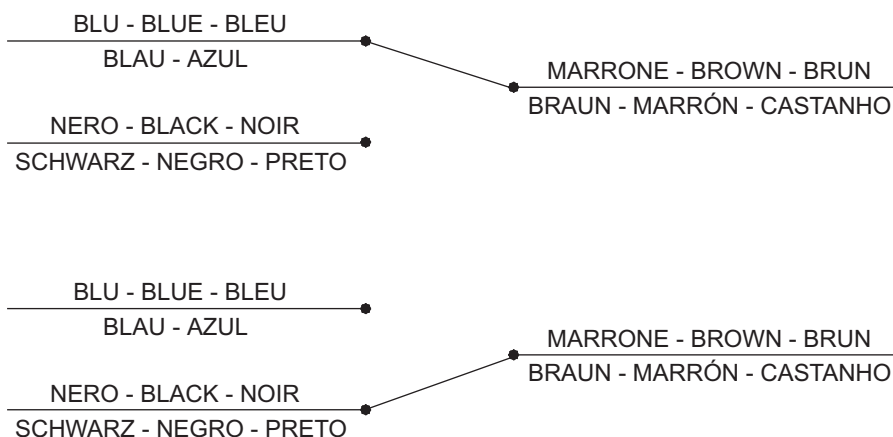 BLU - BLUE - BLEU
BLAU - AZUL
MARRONE - BROWN - BRUN
BRAUN - MARRÓN - CASTANHO
NERO - BLACK - NOIR
SCHWARZ - NEGRO - PRETO
BLU - BLUE - BLEU
BLAU - AZUL
MARRONE - BROWN - BRUN
BRAUN - MARRÓN - CASTANHO
NERO - BLACK - NOIR
SCHWARZ - NEGRO - PRETO